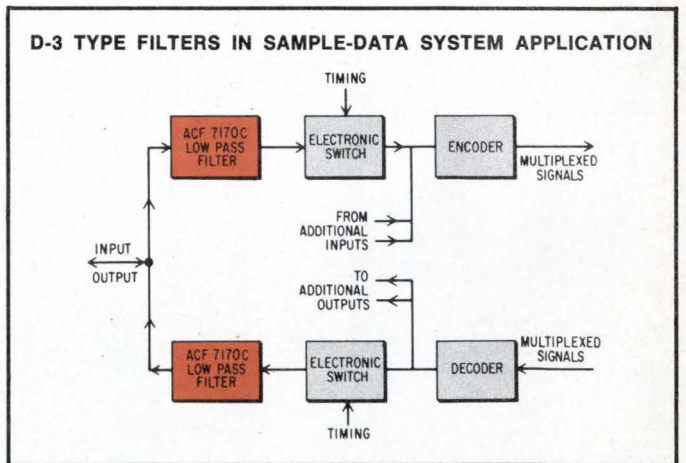 D-3 TYPE FILTERS IN SAMPLE-DATA SYSTEM APPLICATION
TIMING
ACF 7170C
LOW PASS
FILTER
ELECTRONIC
SWITCH
ENCODER
MULTIPLEXED
SIGNALS
FROM
ADDITIONAL
INPUTS
INPUT
OUTPUT
TO
ADDITIONAL
OUTPUTS
ACF 7170C
LOW PASS
FILTER
ELECTRONIC
SWITCH
DECODER
MULTIPLEXED
SIGNALS
TIMING